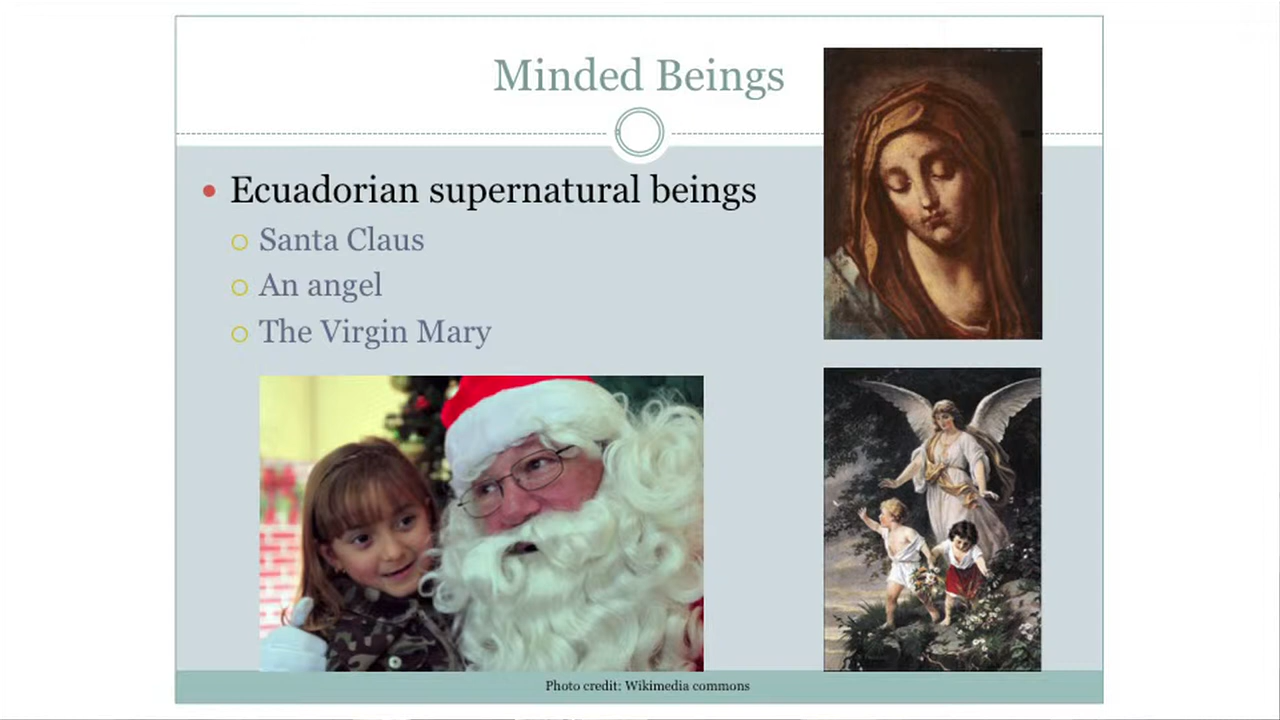 Minded Beings
Ecuadorian supernatural beings
Santa Claus
An angel
The Virgin Mary
Photo credit: Wikimedia commons